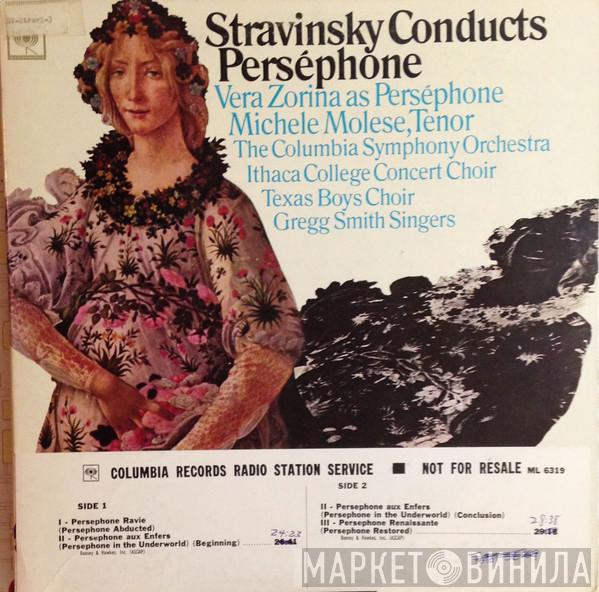 Stravinsky Conducts
Perséphone
Vera Zorina as Perséphone
Michele Molese, Tenor
The Columbia Symphony Orchestra
Ithaca College Concert Choir
Texas Boys Choir
Gregg Smith Singers
COLUMBIA RECORDS RADIO STATION SERVICE ■ NOT FOR RESALE ML 6319
SIDE 1
I - Persephone Ravie
(Persephone Abducted)
II - Persephone aux Enfers 24:23
(Persephone in the Underworld) (Beginning) ..........
Boosey & Hawkes, Inc. (ASCAP)
SIDE 2
II - Persephone aux Enfers
(Persephone in the Underworld) (Conclusion)
III - Persephone Renaissante 28:38
(Persephone Restored) ..........
Boosey & Hawkes, Inc. (ASCAP)
МАРКЕТ ВИНИЛА